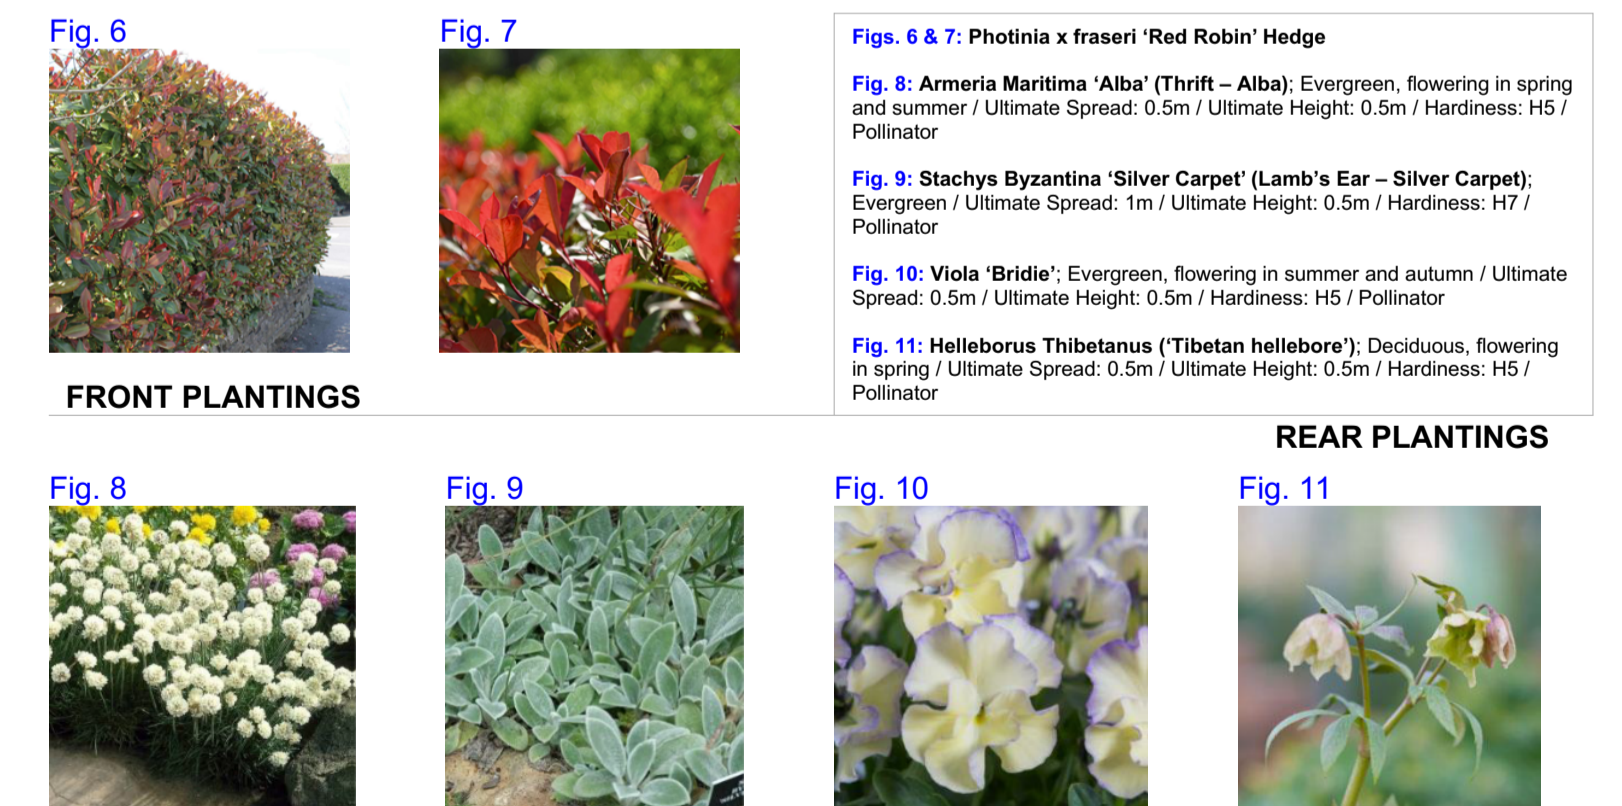 Fig. 6
Fig. 7
Figs. 6 & 7: Photinia x fraseri ‘Red Robin’ Hedge
Fig. 8: Armeria Maritima ‘Alba’ (Thrift – Alba); Evergreen, flowering in spring
and summer / Ultimate Spread: 0.5m / Ultimate Height: 0.5m / Hardiness: H5 /
Pollinator
Fig. 9: Stachys Byzantina ‘Silver Carpet’ (Lamb’s Ear – Silver Carpet);
Evergreen / Ultimate Spread: 1m / Ultimate Height: 0.5m / Hardiness: H7 /
Pollinator
Fig. 10: Viola ‘Bridie’; Evergreen, flowering in summer and autumn / Ultimate
Spread: 0.5m / Ultimate Height: 0.5m / Hardiness: H5 / Pollinator
Fig. 11: Helleborus Thibetanus (‘Tibetan hellebore’); Deciduous, flowering
in spring / Ultimate Spread: 0.5m / Ultimate Height: 0.5m / Hardiness: H5 /
Pollinator
FRONT PLANTINGS
REAR PLANTINGS
Fig. 8
Fig. 9
Fig. 10
Fig. 11